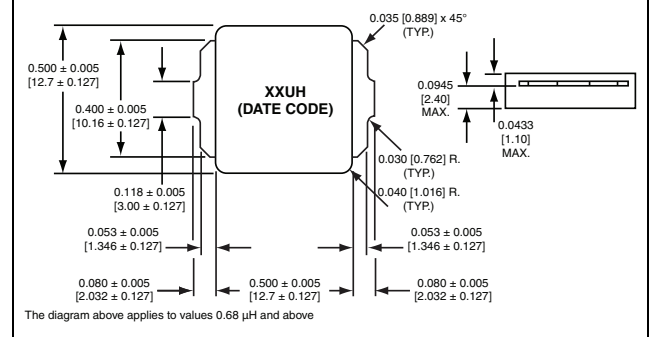 0.035 [0.889] x 45°
(TYP.)
0.500 ± 0.005
[12.7 ± 0.127]
0.400 ± 0.005
[10.16 ± 0.127]
XXUH
(DATE CODE)
0.0945
[2.40]
MAX.
0.0433
[1.10]
MAX.
0.030 [0.762] R.
(TYP.)
0.118 ± 0.005
[3.00 ± 0.127]
0.040 [1.016] R.
(TYP.)
0.053 ± 0.005
[1.346 ± 0.127]
0.053 ± 0.005
[1.346 ± 0.127]
0.080 ± 0.005
[2.032 ± 0.127]
0.500 ± 0.005
[12.7 ± 0.127]
0.080 ± 0.005
[2.032 ± 0.127]
The diagram above applies to values 0.68 µH and above